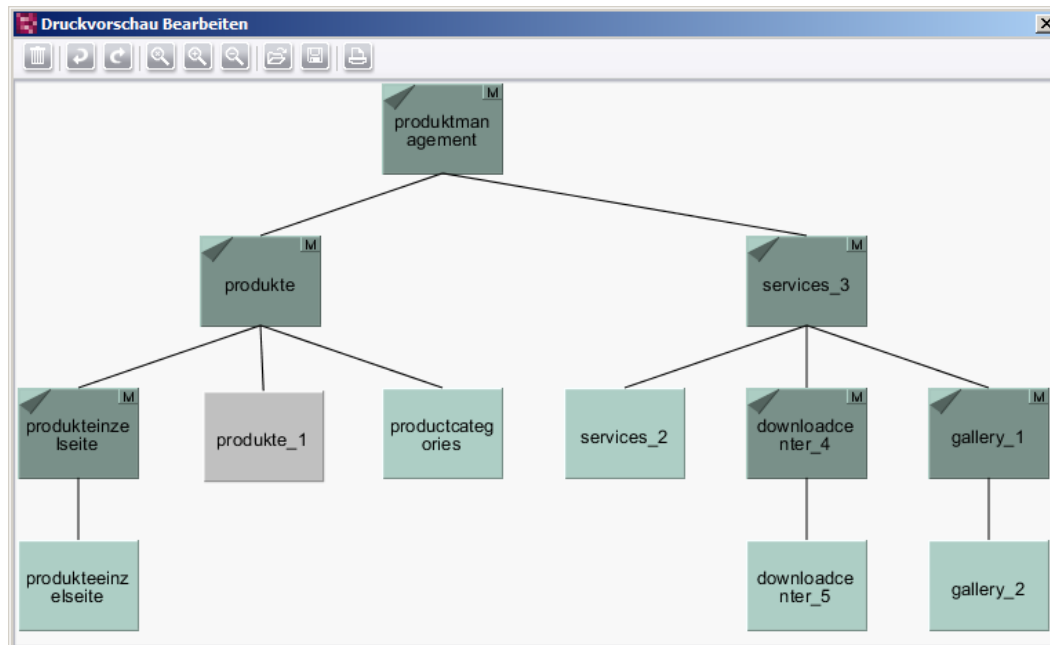 Druckvorschau Bearbeiten
M
produktman
agement
M
produkte
M
services_3
M
produkteinze
lseite
produkte_1
productcateg
ories
services_2
M
downloadce
nter_4
M
gallery_1
produkteeinz
elseite
downloadce
nter_5
gallery_2